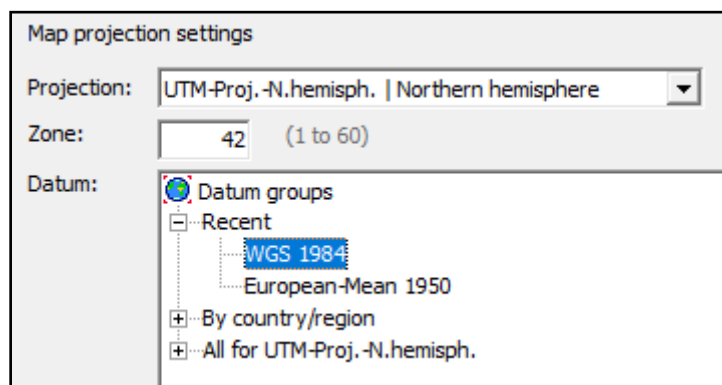 Map projection settings
Projection: UTM-Proj.-N.hemisph. | Northern hemisphere
Zone: 42 (1 to 60)
Datum: Datum groups
Recent
WGS 1984
European-Mean 1950
By country/region
All for UTM-Proj.-N.hemisph.